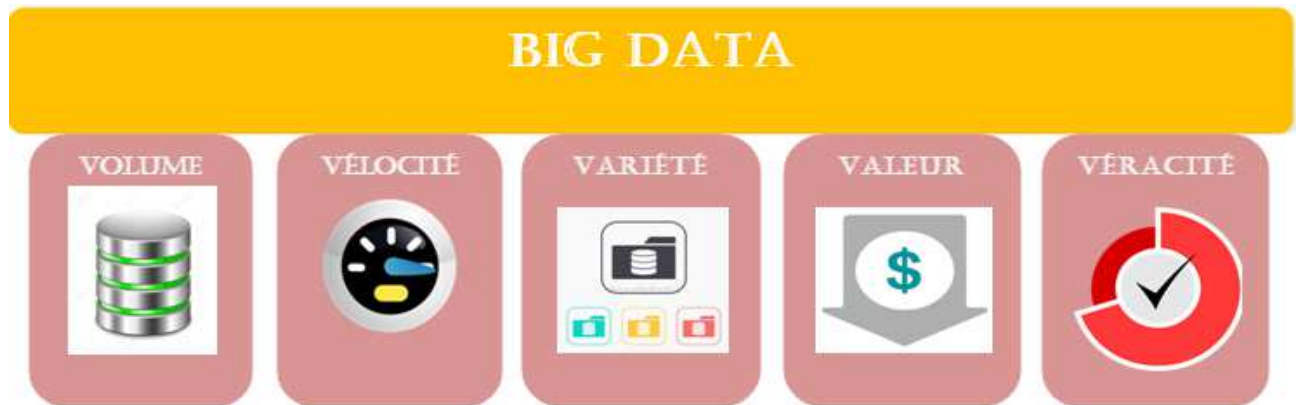 BIG DATA
VOLUME
VÉLOCITÉ
VARIÉTÉ
VALEUR
VÉRACITÉ
$